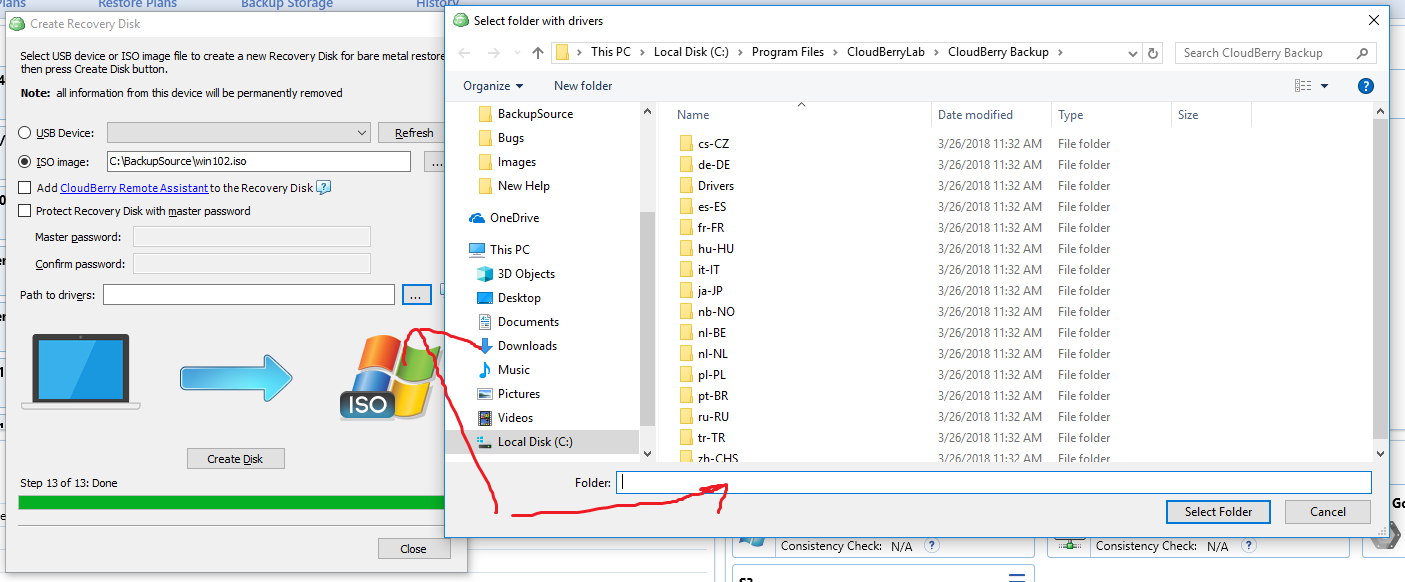 Plans Restore Plans Backup Storage History
Create Recovery Disk
Select USB device or ISO image file to create a new Recovery Disk for bare metal restore
then press Create Disk button.
Note: all information from this device will be permanently removed
USB Device: Refresh
ISO image: C:\BackupSource\win102.iso ...
Add CloudBerry Remote Assistant to the Recovery Disk ?
Protect Recovery Disk with master password
Master password:
Confirm password:
Path to drivers: ...
ISO
Create Disk
Step 13 of 13: Done
Close
Select folder with drivers
This PC > Local Disk (C:) > Program Files > CloudBerryLab > CloudBerry Backup >
Search CloudBerry Backup
Organize New folder ?
BackupSource
Bugs
Images
New Help
OneDrive
This PC
3D Objects
Desktop
Documents
Downloads
Music
Pictures
Videos
Local Disk (C:)
Name Date modified Type Size
cs-CZ 3/26/2018 11:32 AM File folder
de-DE 3/26/2018 11:32 AM File folder
Drivers 3/26/2018 11:32 AM File folder
es-ES 3/26/2018 11:32 AM File folder
fr-FR 3/26/2018 11:32 AM File folder
hu-HU 3/26/2018 11:32 AM File folder
it-IT 3/26/2018 11:32 AM File folder
ja-JP 3/26/2018 11:32 AM File folder
nb-NO 3/26/2018 11:32 AM File folder
nl-BE 3/26/2018 11:32 AM File folder
nl-NL 3/26/2018 11:32 AM File folder
pl-PL 3/26/2018 11:32 AM File folder
pt-BR 3/26/2018 11:32 AM File folder
ru-RU 3/26/2018 11:32 AM File folder
tr-TR 3/26/2018 11:32 AM File folder
zh-CHS 3/26/2018 11:32 AM File folder
Folder:
Select Folder Cancel
Consistency Check: N/A ? Consistency Check: N/A ?
S3